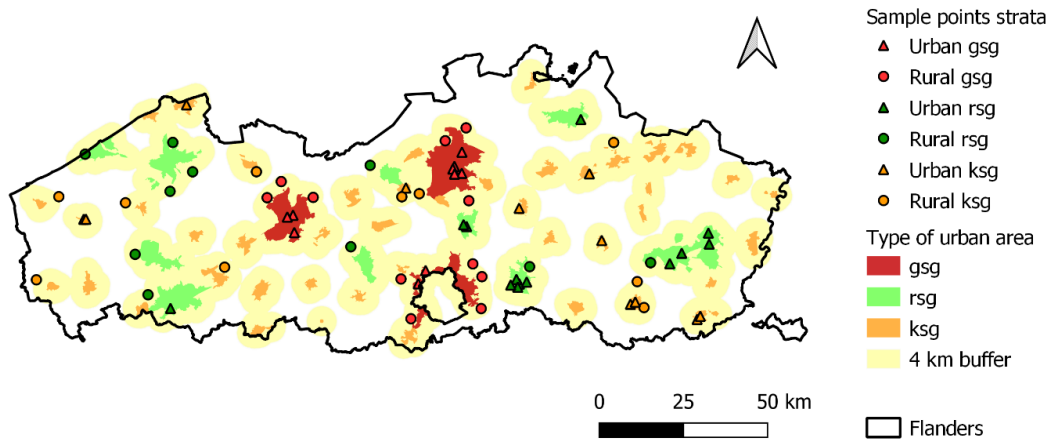 Sample points strata
Urban gsg
Rural gsg
Urban rsg
Rural rsg
Urban ksg
Rural ksg
Type of urban area
gsg
rsg
ksg
4 km buffer
Flanders
0 25 50 km